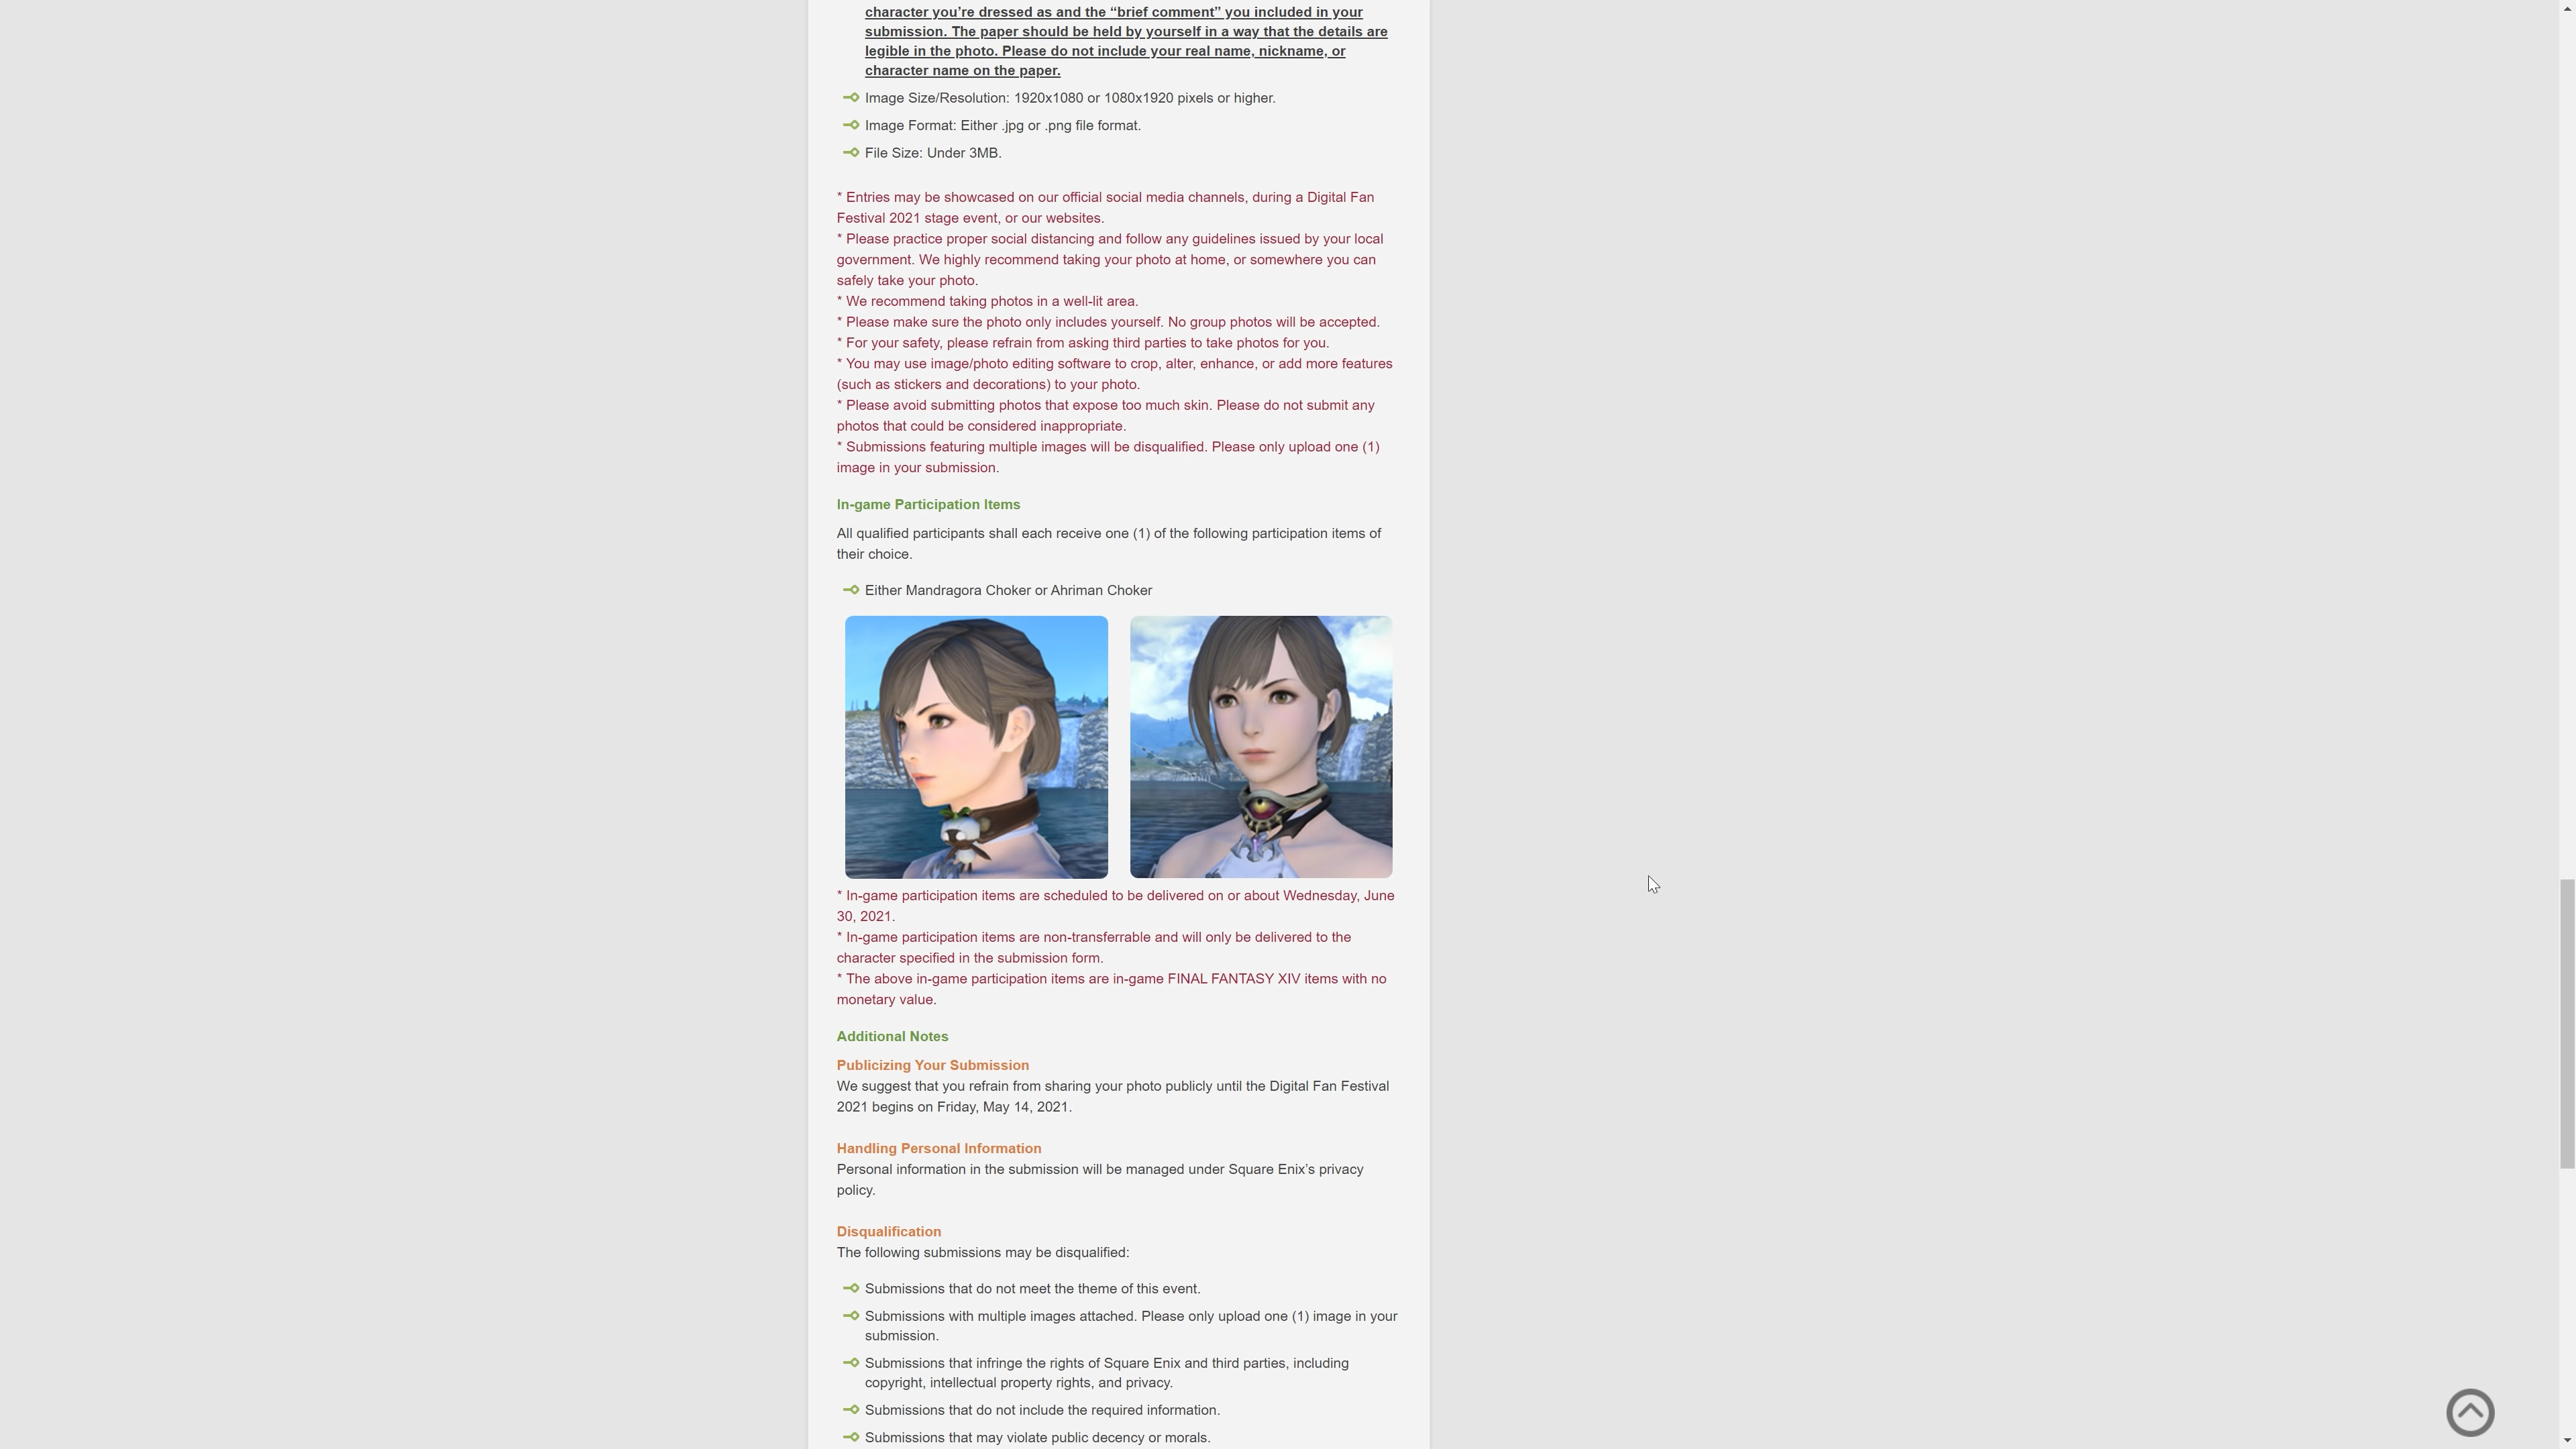 character you’re dressed as and the “brief comment” you included in your
submission. The paper should be held by yourself in a way that the details are
legible in the photo. Please do not include your real name, nickname, or
character name on the paper.
Image Size/Resolution: 1920x1080 or 1080x1920 pixels or higher.
Image Format: Either .jpg or .png file format.
File Size: Under 3MB.
* Entries may be showcased on our official social media channels, during a Digital Fan
Festival 2021 stage event, or our websites.
* Please practice proper social distancing and follow any guidelines issued by your local
government. We highly recommend taking your photo at home, or somewhere you can
safely take your photo.
* We recommend taking photos in a well-lit area.
* Please make sure the photo only includes yourself. No group photos will be accepted.
* For your safety, please refrain from asking third parties to take photos for you.
* You may use image/photo editing software to crop, alter, enhance, or add more features
(such as stickers and decorations) to your photo.
* Please avoid submitting photos that expose too much skin. Please do not submit any
photos that could be considered inappropriate.
* Submissions featuring multiple images will be disqualified. Please only upload one (1)
image in your submission.
In-game Participation Items
All qualified participants shall each receive one (1) of the following participation items of
their choice.
Either Mandragora Choker or Ahriman Choker
* In-game participation items are scheduled to be delivered on or about Wednesday, June
30, 2021.
* In-game participation items are non-transferrable and will only be delivered to the
character specified in the submission form.
* The above in-game participation items are in-game FINAL FANTASY XIV items with no
monetary value.
Additional Notes
Publicizing Your Submission
We suggest that you refrain from sharing your photo publicly until the Digital Fan Festival
2021 begins on Friday, May 14, 2021.
Handling Personal Information
Personal information in the submission will be managed under Square Enix’s privacy
policy.
Disqualification
The following submissions may be disqualified:
Submissions that do not meet the theme of this event.
Submissions with multiple images attached. Please only upload one (1) image in your
submission.
Submissions that infringe the rights of Square Enix and third parties, including
copyright, intellectual property rights, and privacy.
Submissions that do not include the required information.
Submissions that may violate public decency or morals.